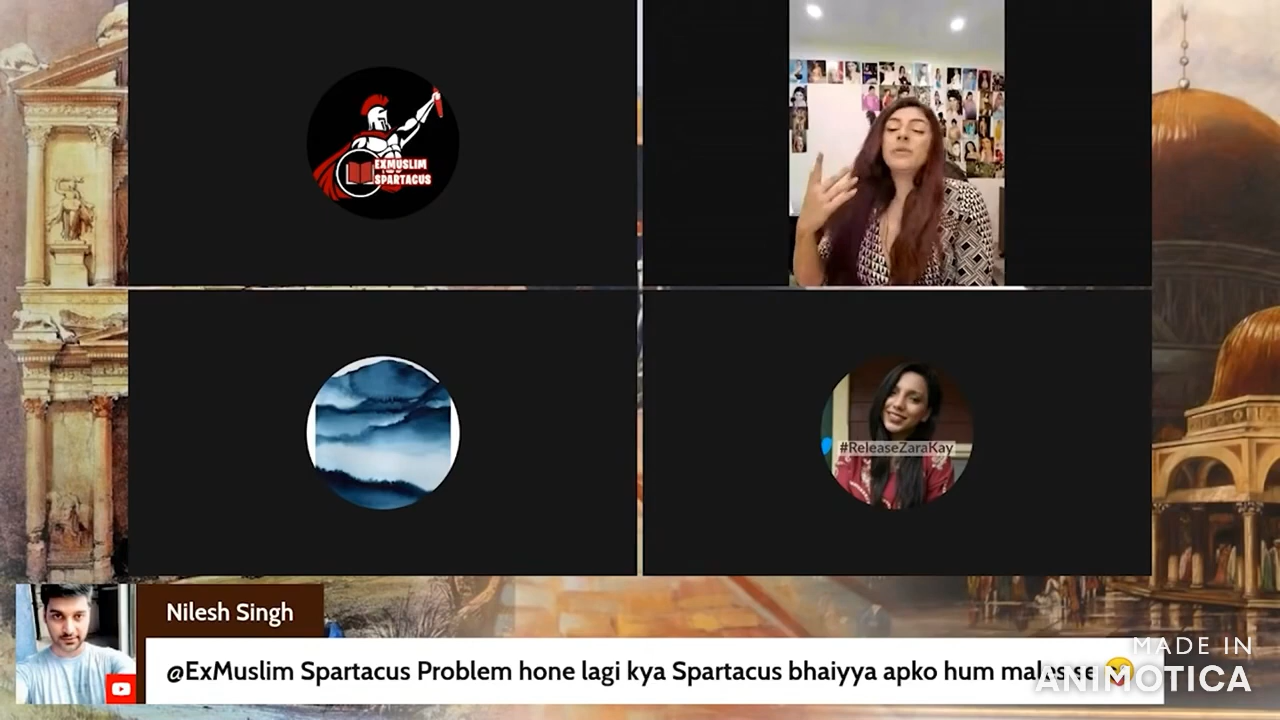 EXMUSLIM
SPARTACUS
#ReleaseZaraKay
Nilesh Singh
@ExMuslim Spartacus Problem hone lagi kya Spartacus bhaiyya apko hum males se 😂
MADE IN
ANIMOTICA